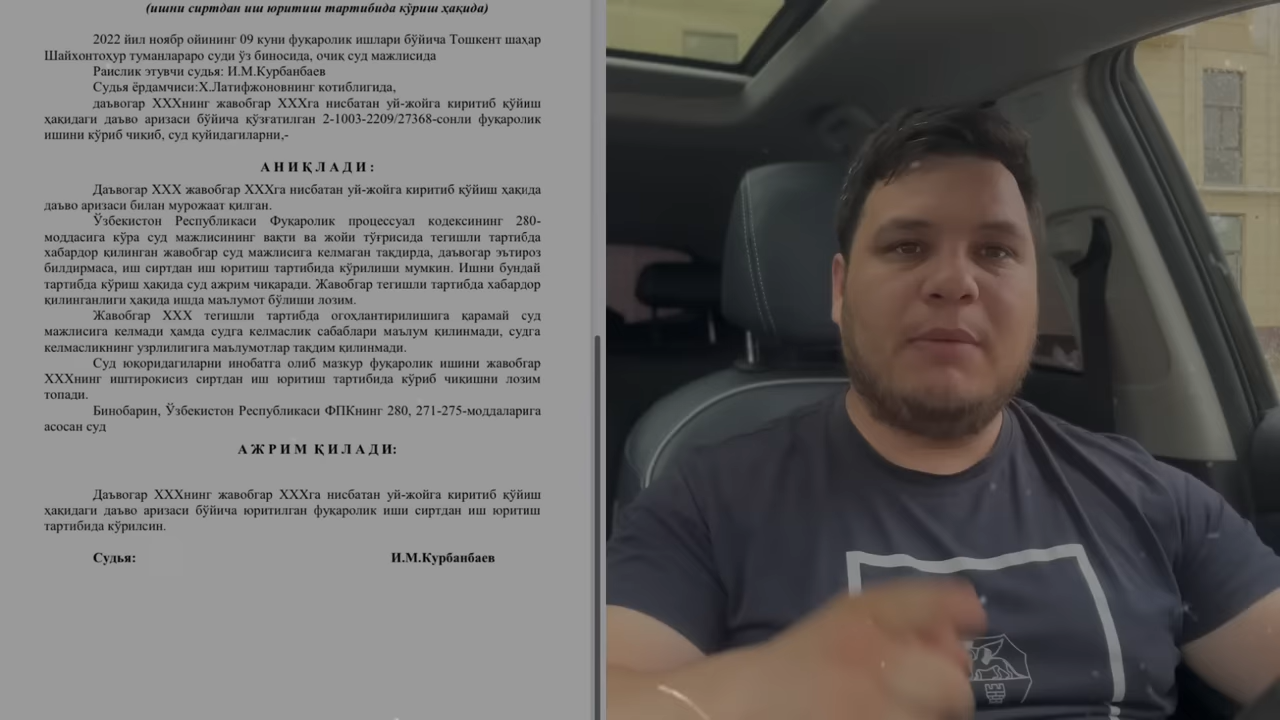 (ишни сиртдан иш юритиш тартибида кўриш ҳақида)
2022 йил ноябр ойининг 09 куни фуқаролик ишлари бўйича Тошкент шаҳар
Шайхонтоҳур туманлараро суди ўз биносида, очиқ суд мажлисида
Раислик этувчи судья: И.М.Курбанбаев
Судья ёрдамчиси:Х.Латифжоновнинг котиблигида,
даъвогар ХХХнинг жавобгар ХХХга нисбатан уй-жойга киритиб қўйиш
ҳақидаги даъво аризаси бўйича қўзғатилган 2-1003-2209/27368-сонли фуқаролик
ишини кўриб чиқиб, суд қуйидагиларни,-
А Н И Қ Л А Д И :
Даъвогар ХХХ жавобгар ХХХга нисбатан уй-жойга киритиб қўйиш ҳақида
даъво аризаси билан мурожаат қилган.
Ўзбекистон Республикаси Фуқаролик процессуал кодексининг 280-
моддасига кўра суд мажлисининг вақти ва жойи тўғрисида тегишли тартибда
хабардор қилинган жавобгар суд мажлисига келмаган тақдирда, даъвогар эътироз
билдирмаса, иш сиртдан иш юритиш тартибида кўрилиши мумкин. Ишни бундай
тартибда кўриш ҳақида суд ажрим чиқаради. Жавобгар тегишли тартибда хабардор
қилинганлиги ҳақида ишда маълумот бўлиши лозим.
Жавобгар ХХХ тегишли тартибда огоҳлантирилишига қарамай суд
мажлисига келмади ҳамда судга келмаслик сабаблари маълум қилинмади, судга
келмасликнинг узрлилигига маълумотлар тақдим қилинмади.
Суд юқоридагиларни инобатга олиб мазкур фуқаролик ишини жавобгар
ХХХнинг иштирокисиз сиртдан иш юритиш тартибида кўриб чиқишни лозим
топади.
Бинобарин, Ўзбекистон Республикаси ФПКнинг 280, 271-275-моддаларига
асосан суд
А Ж Р И М Қ И Л А Д И:
Даъвогар ХХХнинг жавобгар ХХХга нисбатан уй-жойга киритиб қўйиш
ҳақидаги даъво аризаси бўйича юритилган фуқаролик иши сиртдан иш юритиш
тартибида кўрилсин.
Судья: И.М.Курбанбаев